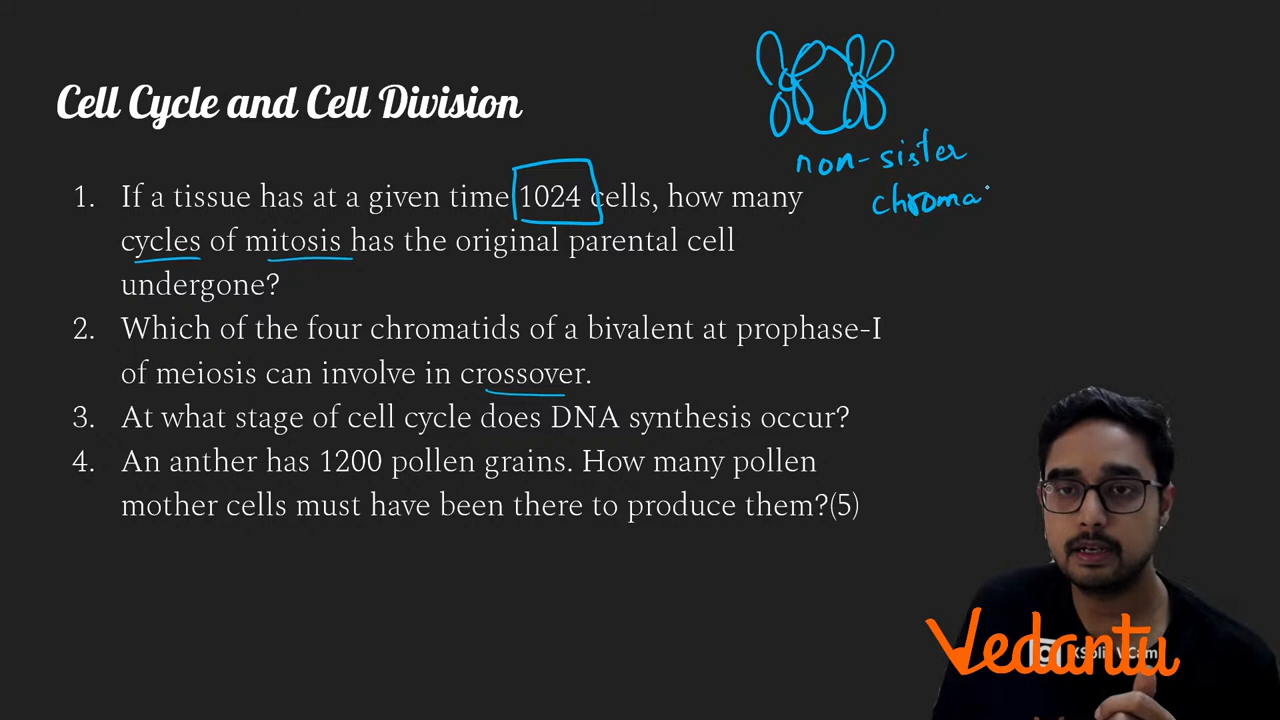 Cell Cycle and Cell Division
non-sister
chroma
1. If a tissue has at a given time 1024 cells, how many
cycles of mitosis has the original parental cell
undergone?
2. Which of the four chromatids of a bivalent at prophase-I
of meiosis can involve in crossover.
3. At what stage of cell cycle does DNA synthesis occur?
4. An anther has 1200 pollen grains. How many pollen
mother cells must have been there to produce them?(5)
Vedantu